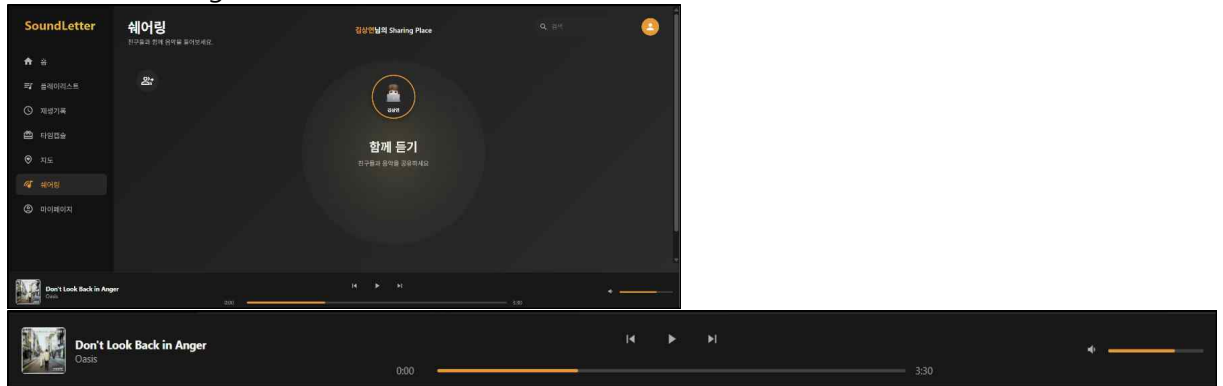 SoundLetter
쉐어링
친구들과 함께 음악을 들어보세요.
김상연님의 Sharing Place
검색
홈
플레이리스트
재생기록
타임캡슐
지도
쉐어링
마이페이지
김상연
함께 듣기
친구들과 음악을 공유하세요
Don't Look Back in Anger
Oasis
0:00
3:30
Don't Look Back in Anger
Oasis
0:00
3:30